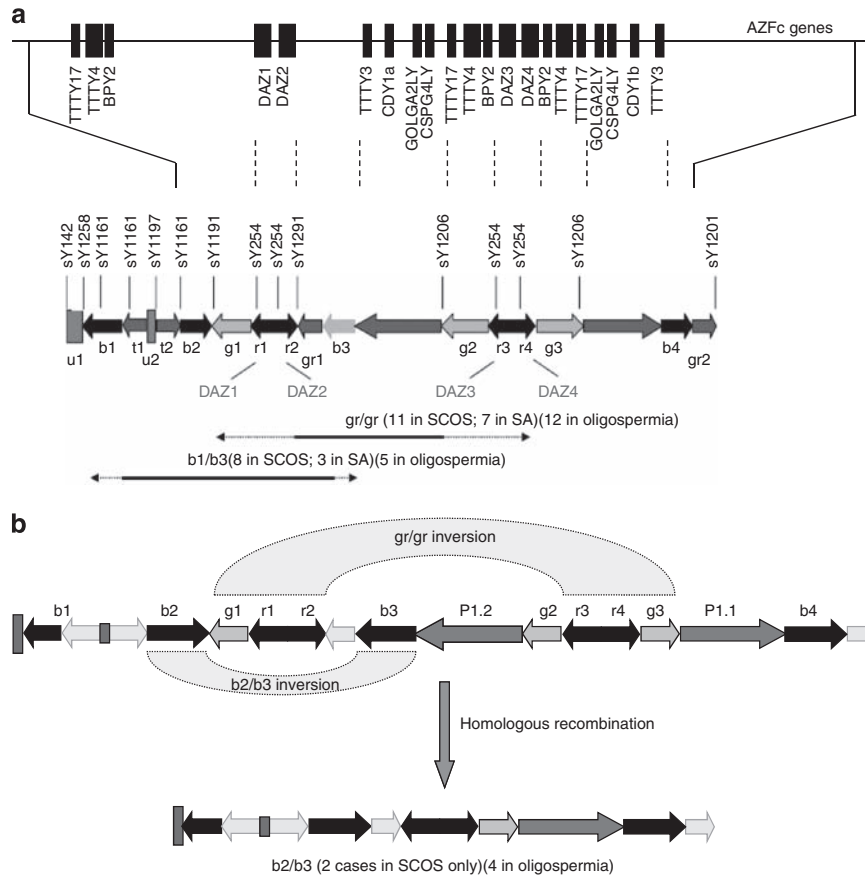 a
AZFc genes
TTTY17
TTTY4
BPY2
DAZ1
DAZ2
TTTY3
CDY1a
GOLGA2LY
CSPG4LY
TTTY17
TTTY4
BPY2
DAZ3
DAZ4
BPY2
TTTY4
TTTY17
GOLGA2LY
CSPG4LY
CDY1b
TTTY3
sY142
sY1258
sY1161
sY1161
sY1197
sY1161
sY1191
sY254
sY254
sY1291
sY1206
sY254
sY254
sY1206
sY1201
u1 b1 t1 u2 t2 b2 g1 r1 r2 gr1 b3 g2 r3 r4 g3 b4 gr2
DAZ1 DAZ2 DAZ3 DAZ4
gr/gr (11 in SCOS; 7 in SA)(12 in oligospermia)
b1/b3(8 in SCOS; 3 in SA)(5 in oligospermia)
b
gr/gr inversion
b1 b2 g1 r1 r2 b3 P1.2 g2 r3 r4 g3 P1.1 b4
b2/b3 inversion
Homologous recombination
b2/b3 (2 cases in SCOS only)(4 in oligospermia)